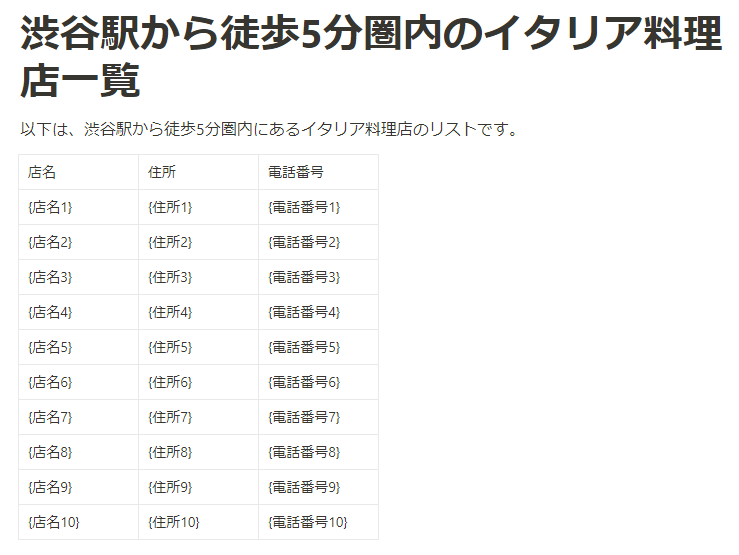 渋谷駅から徒歩5分圏内のイタリア料理
店一覧
以下は、渋谷駅から徒歩5分圏内にあるイタリア料理店のリストです。
店名 住所 電話番号
{店名1} {住所1} {電話番号1}
{店名2} {住所2} {電話番号2}
{店名3} {住所3} {電話番号3}
{店名4} {住所4} {電話番号4}
{店名5} {住所5} {電話番号5}
{店名6} {住所6} {電話番号6}
{店名7} {住所7} {電話番号7}
{店名8} {住所8} {電話番号8}
{店名9} {住所9} {電話番号9}
{店名10} {住所10} {電話番号10}